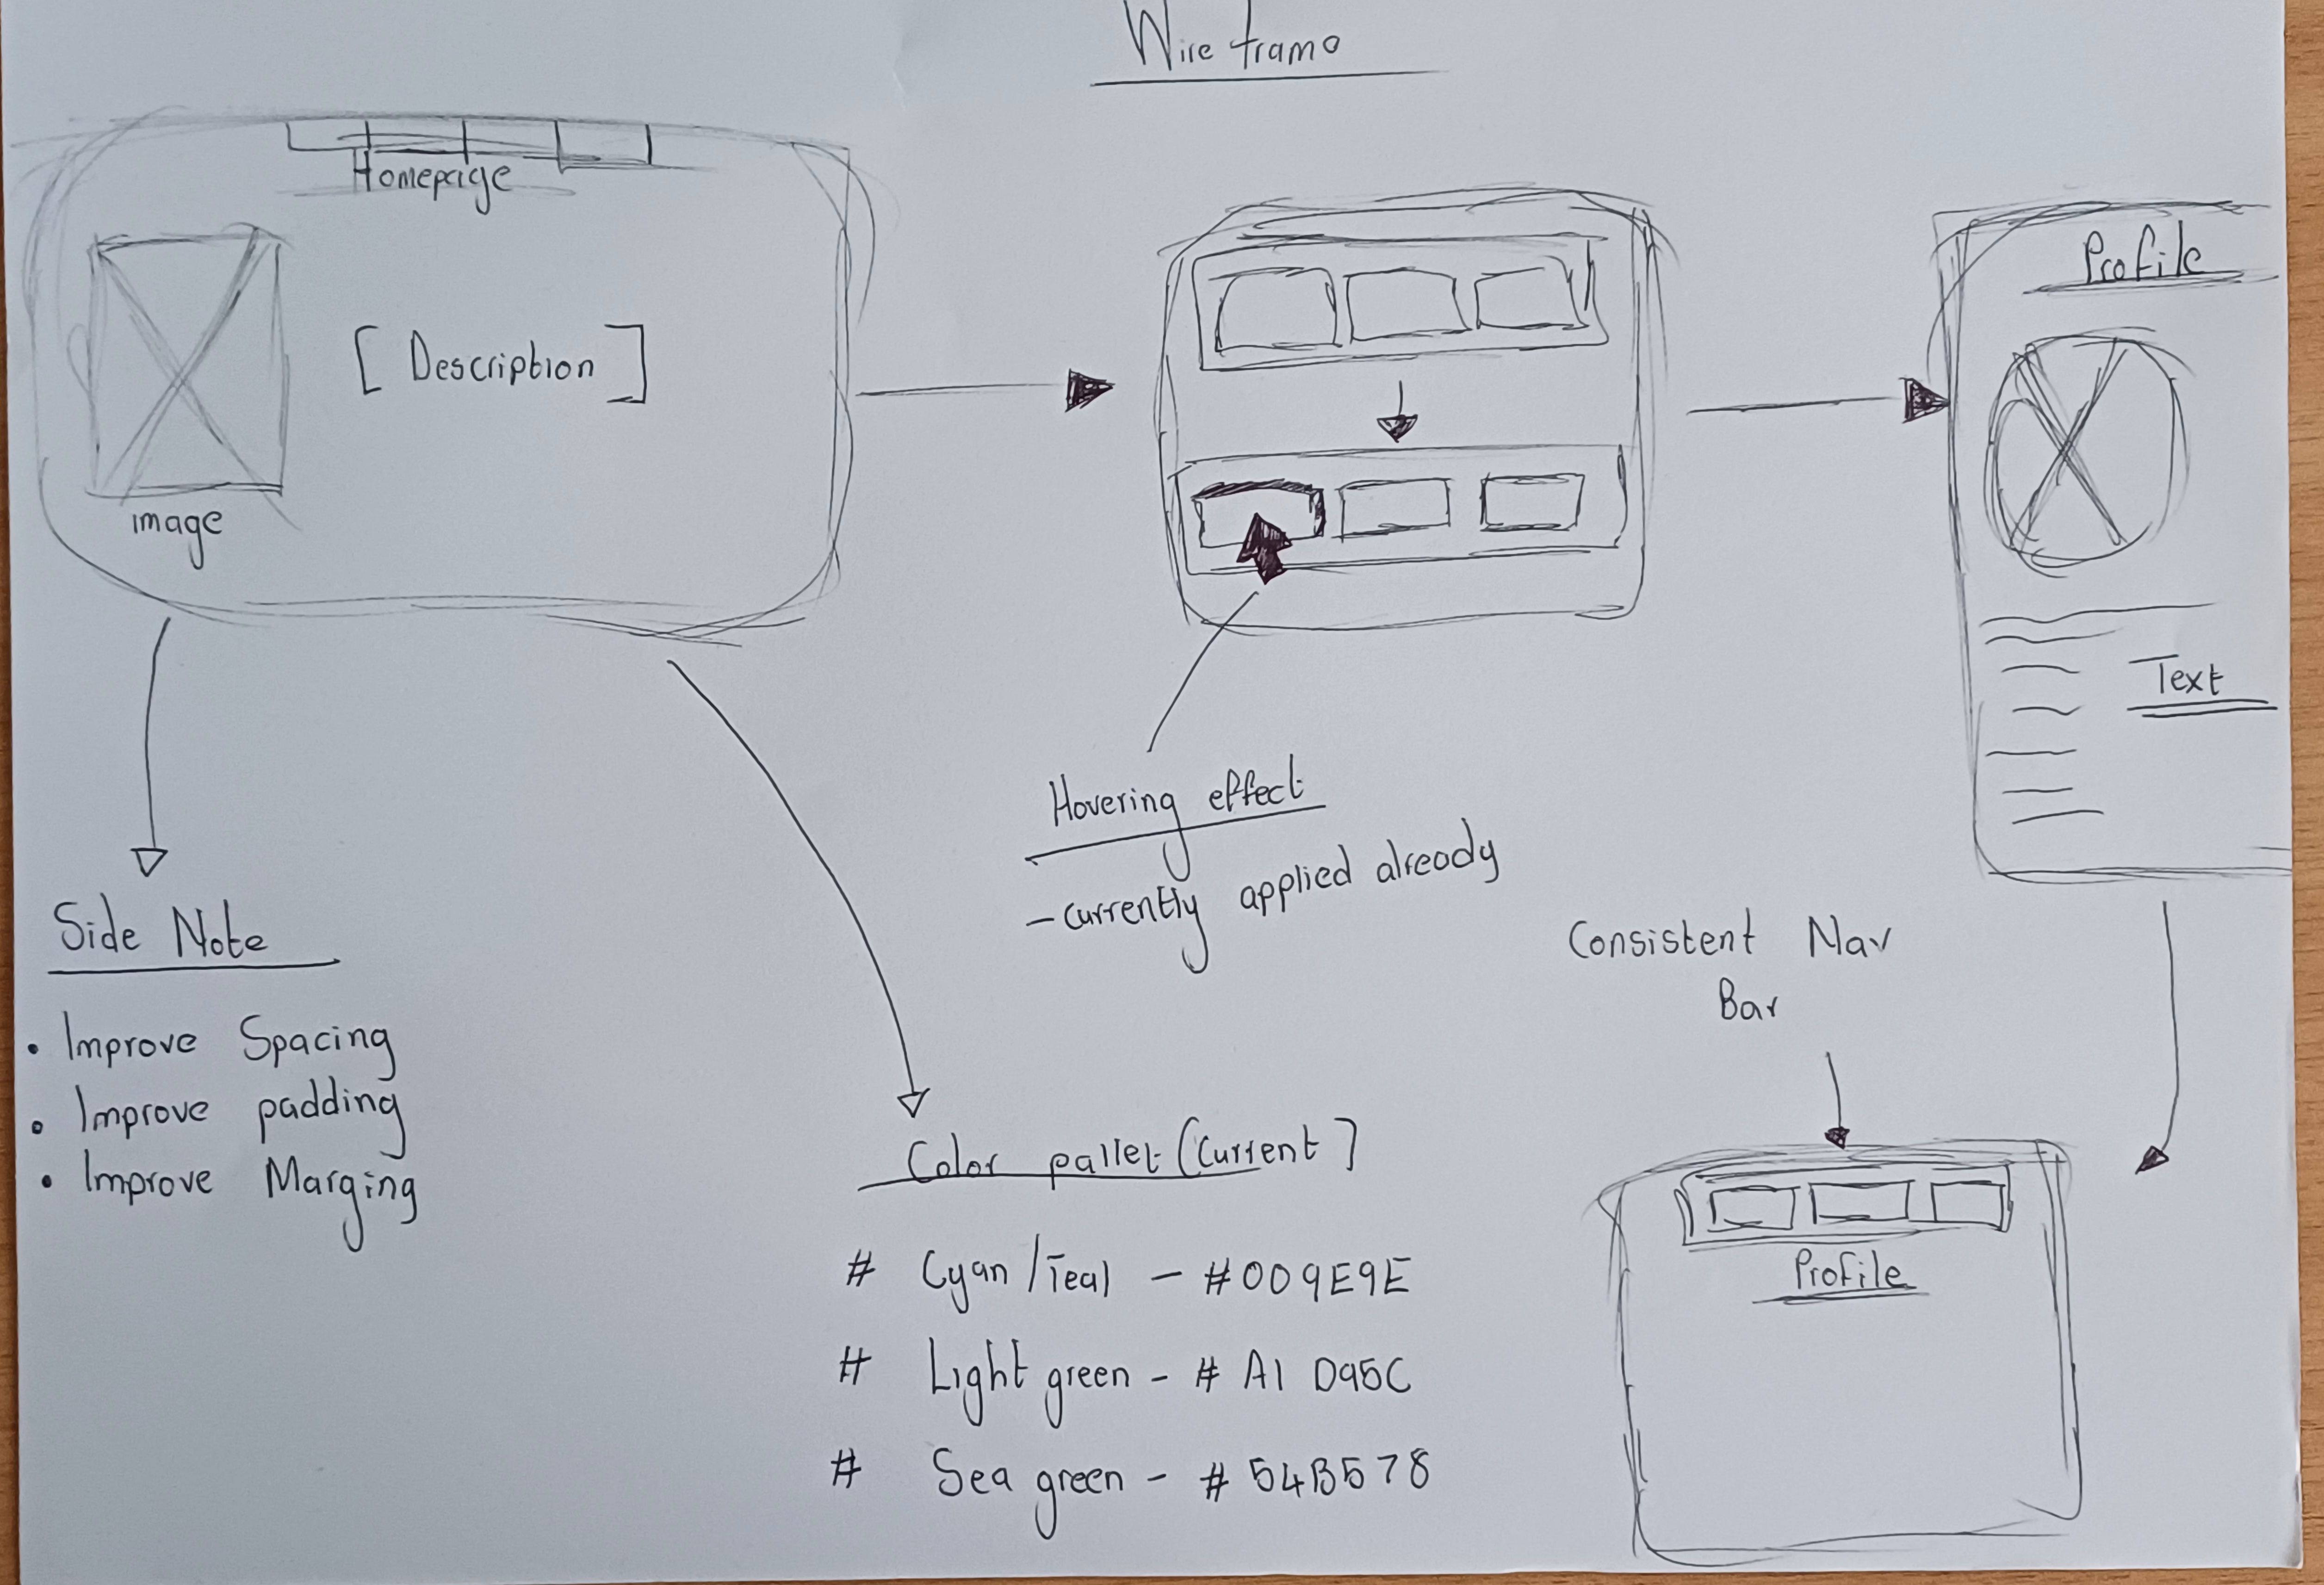 Wire frame
Homepage
[ Description ]
image
Profile
Text
Hovering effect
- currently applied already
Side Note
• Improve Spacing
• Improve padding
• Improve Marging
Color pallet (Current]
# Cyan/Teal - #009E9E
# Light green - # A1 D95C
# Sea green - # 54B578
Consistent Nav
Bar
Profile